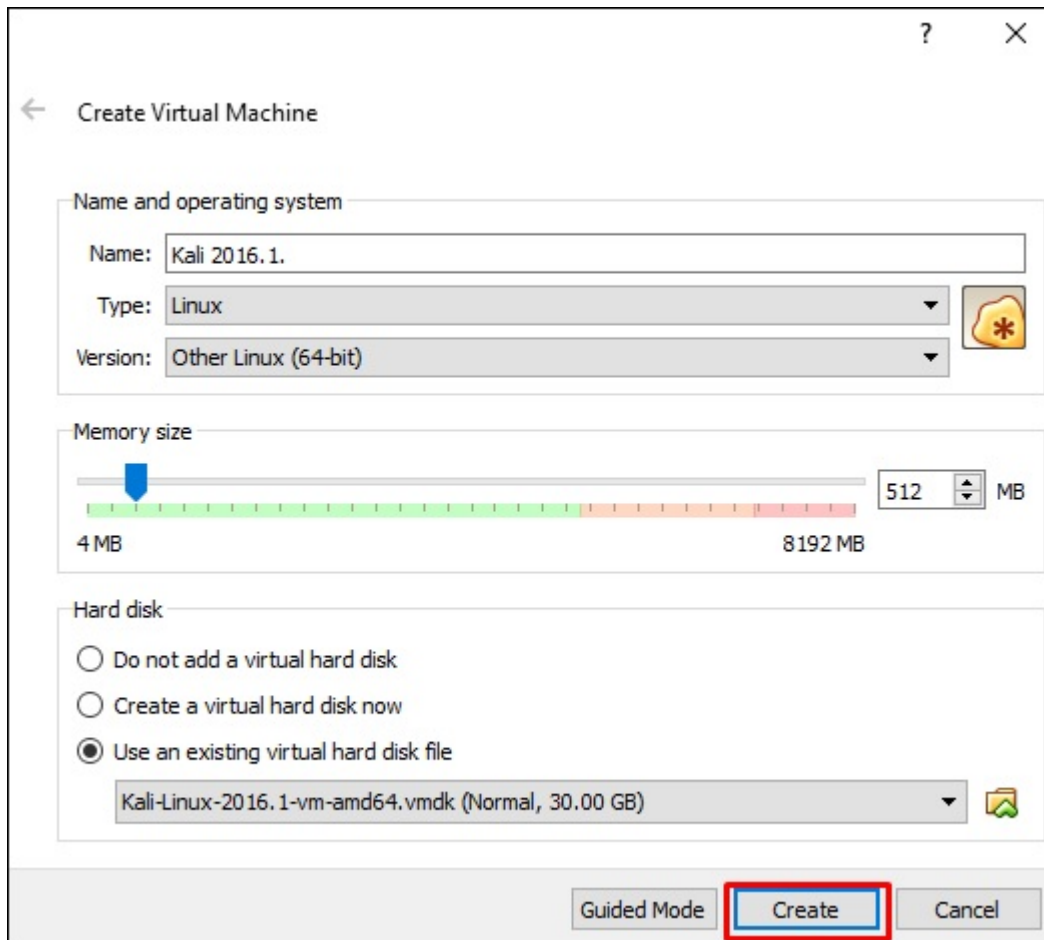 ?
Create Virtual Machine
Name and operating system
Name: Kali 2016.1.
Type: Linux
Version: Other Linux (64-bit)
Memory size
512 MB
4 MB 8192 MB
Hard disk
Do not add a virtual hard disk
Create a virtual hard disk now
Use an existing virtual hard disk file
Kali-Linux-2016.1-vm-amd64.vmdk (Normal, 30.00 GB)
Guided Mode Create Cancel